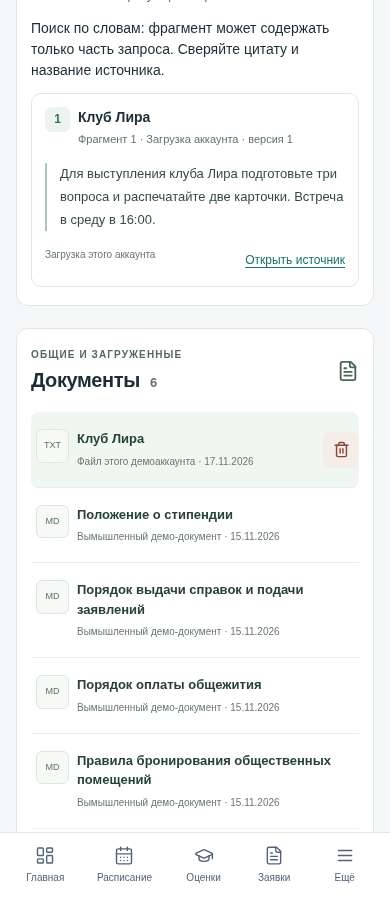 Поиск по словам: фрагмент может содержать
только часть запроса. Сверяйте цитату и
название источника.
1
Клуб Лира
Фрагмент 1 · Загрузка аккаунта · версия 1
Для выступления клуба Лира подготовьте три
вопроса и распечатайте две карточки. Встреча
в среду в 16:00.
Загрузка этого аккаунта
Открыть источник
ОБЩИЕ И ЗАГРУЖЕННЫЕ
Документы 6
TXT
Клуб Лира
Файл этого демоаккаунта · 17.11.2026
MD
Положение о стипендии
Вымышленный демо-документ · 15.11.2026
MD
Порядок выдачи справок и подачи
заявлений
Вымышленный демо-документ · 15.11.2026
MD
Порядок оплаты общежития
Вымышленный демо-документ · 15.11.2026
MD
Правила бронирования общественных
помещений
Вымышленный демо-документ · 15.11.2026
Главная Расписание Оценки Заявки Ещё